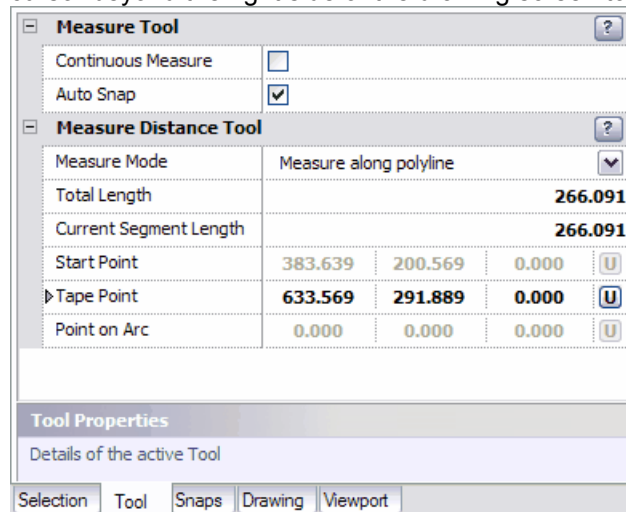 Measure Tool ?
Continuous Measure
Auto Snap
Measure Distance Tool ?
Measure Mode Measure along polyline
Total Length 266.091
Current Segment Length 266.091
Start Point 383.639 200.569 0.000 U
Tape Point 633.569 291.889 0.000 U
Point on Arc 0.000 0.000 0.000 U
Tool Properties
Details of the active Tool
Selection Tool Snaps Drawing Viewport